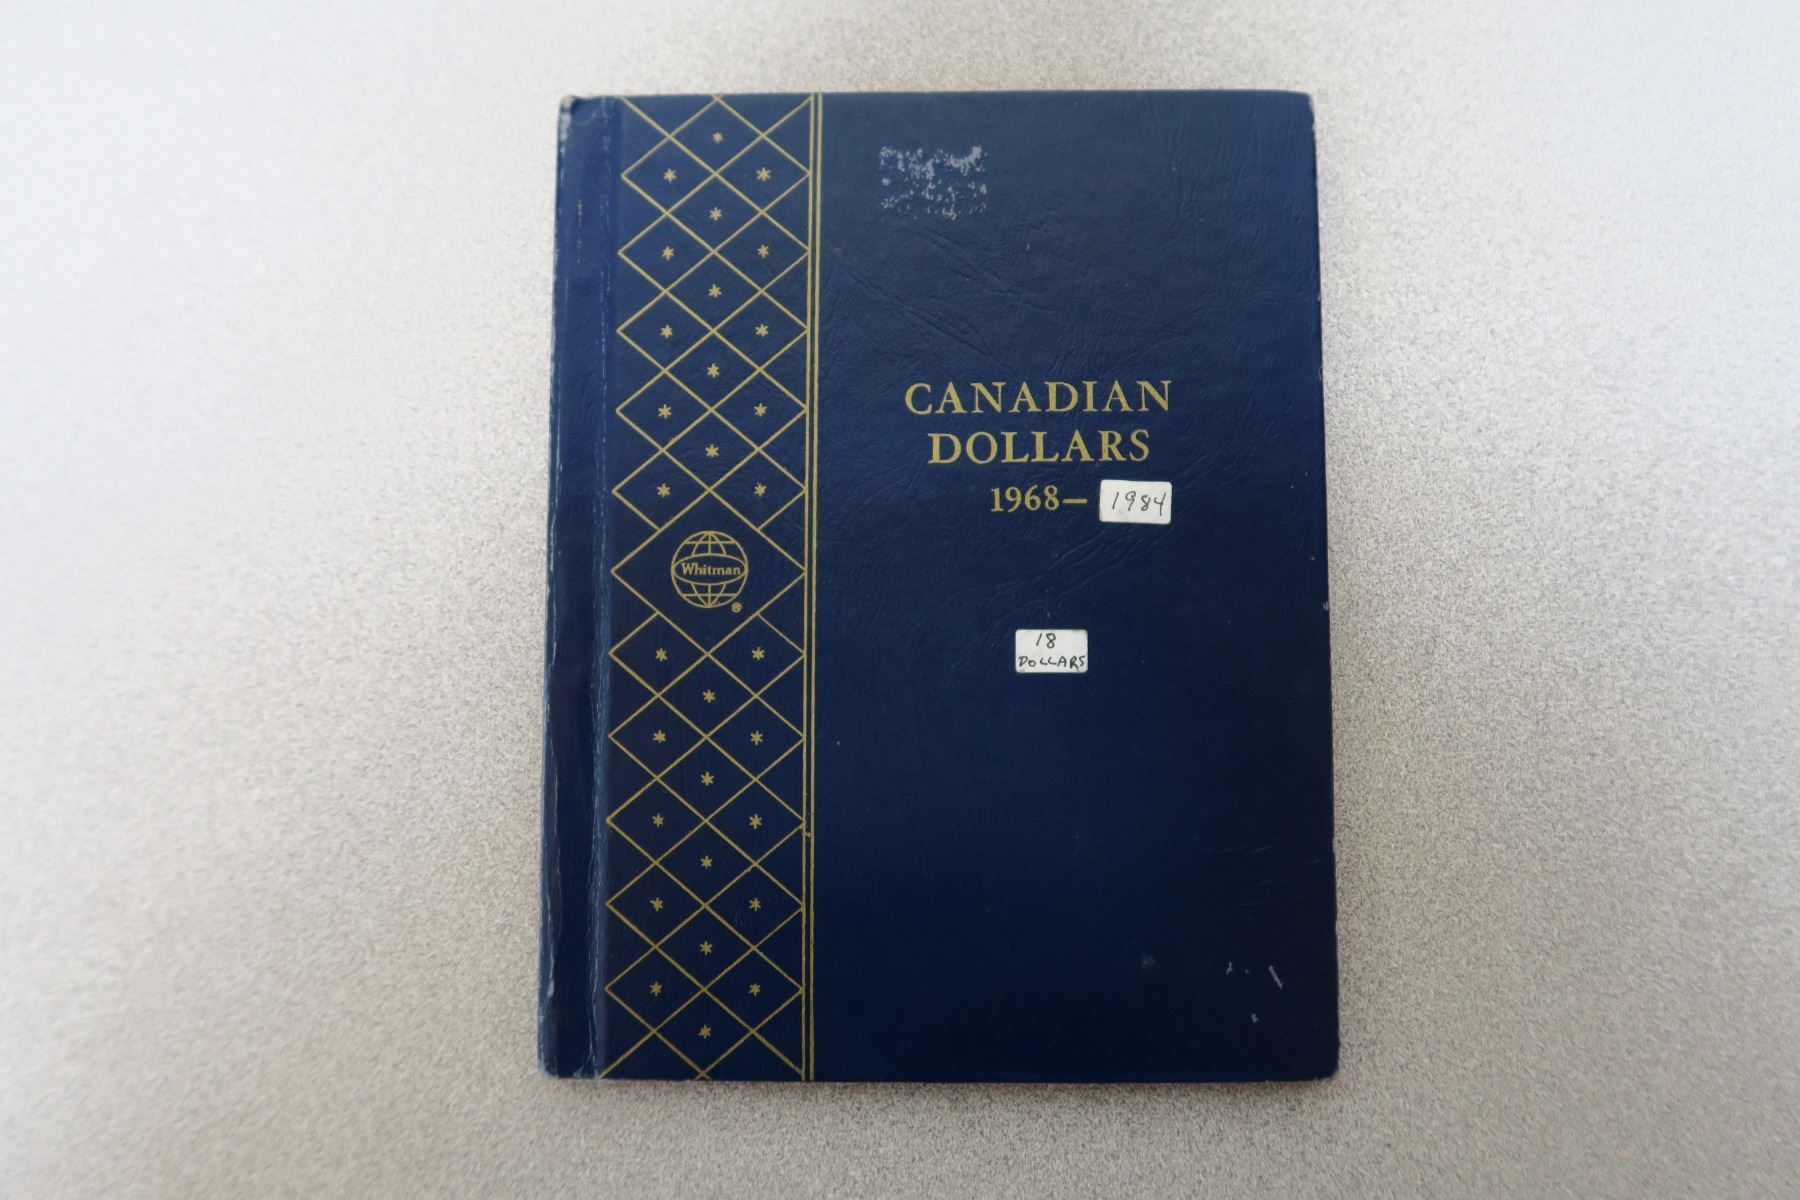 CANADIAN
DOLLARS
1968– 1984
Whitman
®
18
DOLLARS